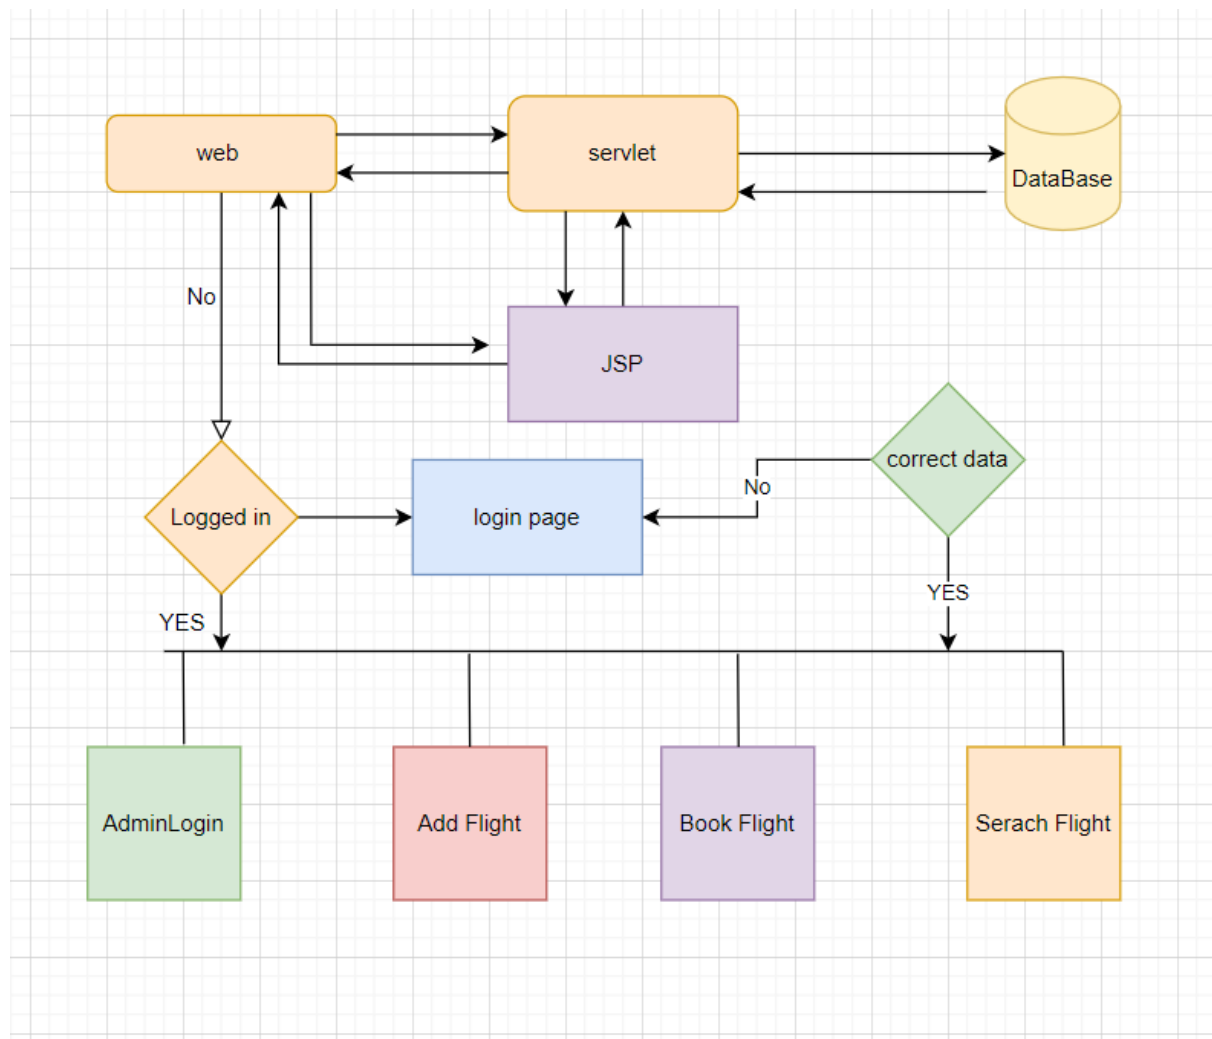 web
servlet
DataBase
No
JSP
correct data
No
Logged in
login page
YES
YES
AdminLogin
Add Flight
Book Flight
Serach Flight